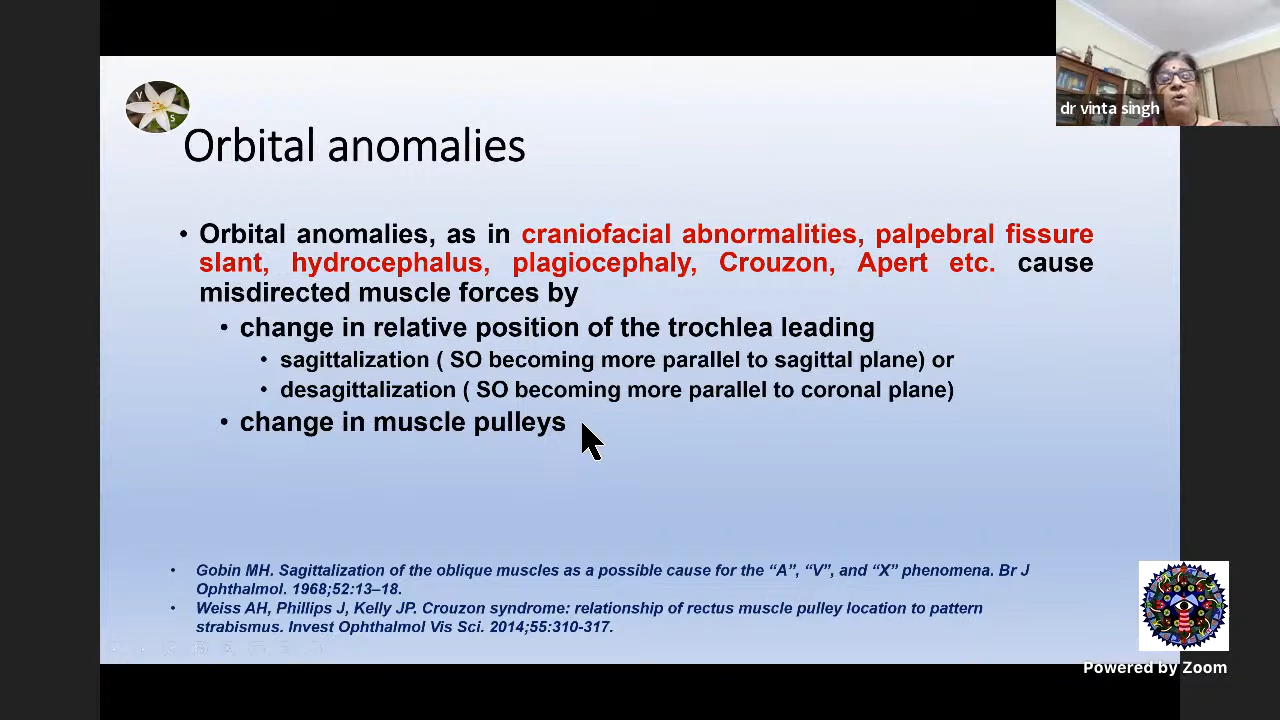 V
S
dr vinta singh
Orbital anomalies
• Orbital anomalies, as in craniofacial abnormalities, palpebral fissure
slant, hydrocephalus, plagiocephaly, Crouzon, Apert etc. cause
misdirected muscle forces by
• change in relative position of the trochlea leading
• sagittalization ( SO becoming more parallel to sagittal plane) or
• desagittalization ( SO becoming more parallel to coronal plane)
• change in muscle pulleys
• Gobin MH. Sagittalization of the oblique muscles as a possible cause for the “A”, “V”, and “X” phenomena. Br J
Ophthalmol. 1968;52:13–18.
• Weiss AH, Phillips J, Kelly JP. Crouzon syndrome: relationship of rectus muscle pulley location to pattern
strabismus. Invest Ophthalmol Vis Sci. 2014;55:310-317.
Powered by Zoom